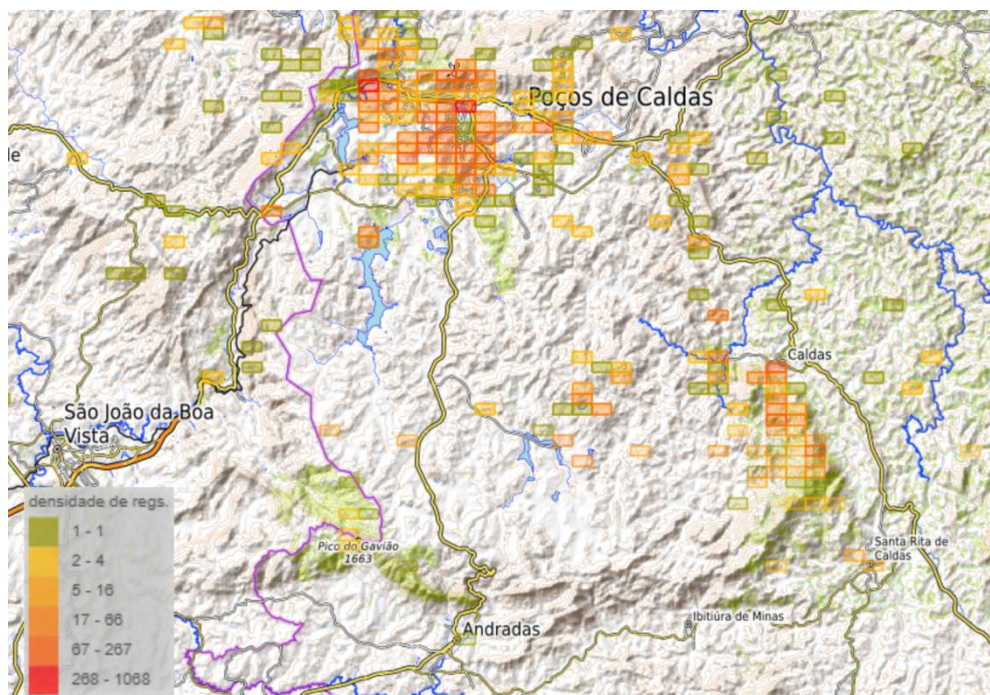 Poços de Caldas
le
Caldas
São João da Boa
Vista
densidade de regs.
1 - 1
2 - 4
5 - 16
17 - 66
67 - 267
268 - 1068
Pico do Gavião
1663
Santa Rita de
Caldas
Ibitiúra de Minas
Andradas